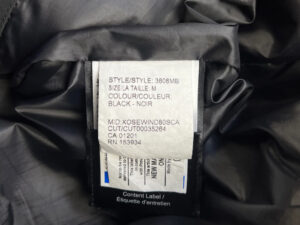 STYLE/STYLE: 3808MB
SIZE/LA TAILLE: M
COLOUR/COULEUR
BLACK - NOIR
MID:XOSEWIND809CA
CUT/CUT00035264
CA 01201
RN 153934
Content Label /
Étiquette d'entretien